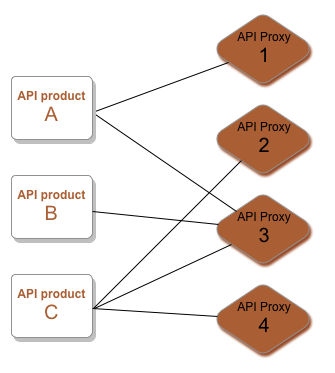 API product
A
API product
B
API product
C
API Proxy
1
API Proxy
2
API Proxy
3
API Proxy
4